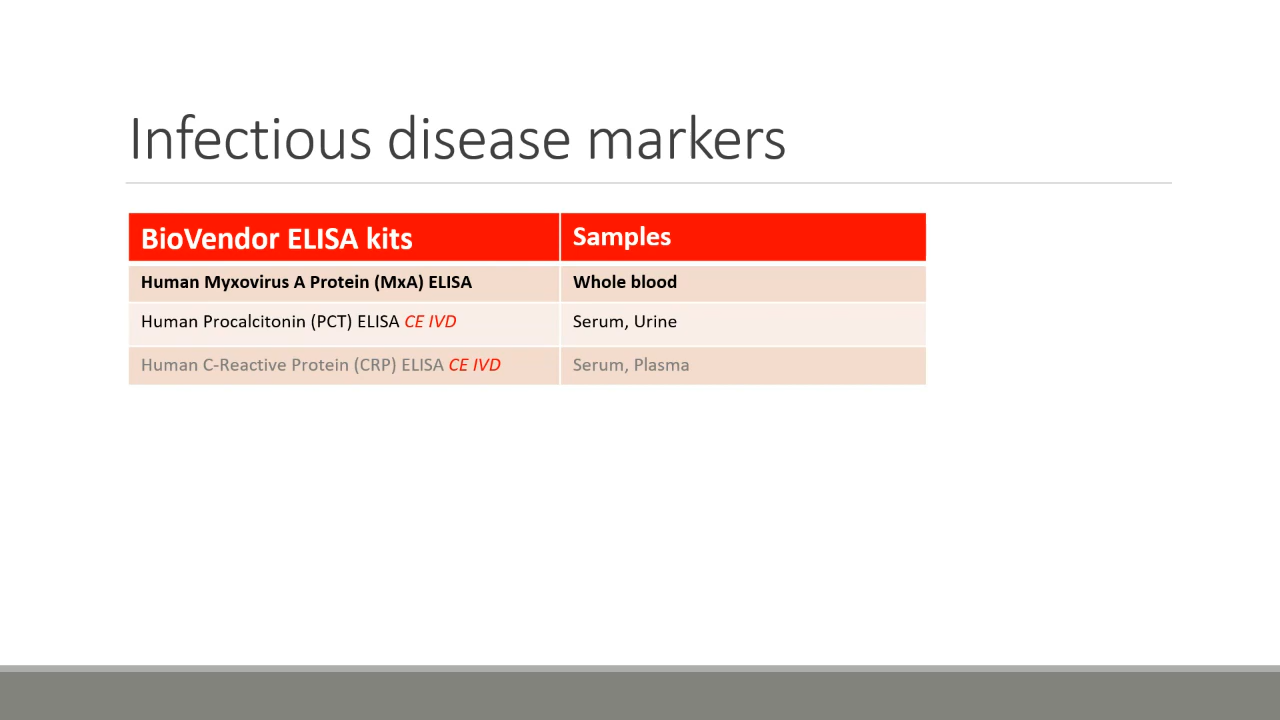 Infectious disease markers
BioVendor ELISA kits Samples
Human Myxovirus A Protein (MxA) ELISA Whole blood
Human Procalcitonin (PCT) ELISA CE IVD Serum, Urine
Human C-Reactive Protein (CRP) ELISA CE IVD Serum, Plasma